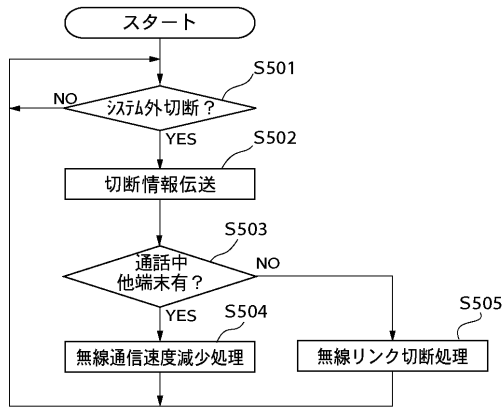 スタート
S501
システム外切断？
NO
YES
S502
切断情報伝送
S503
通話中
他端末有？
NO
YES
S504
無線通信速度減少処理
S505
無線リンク切断処理